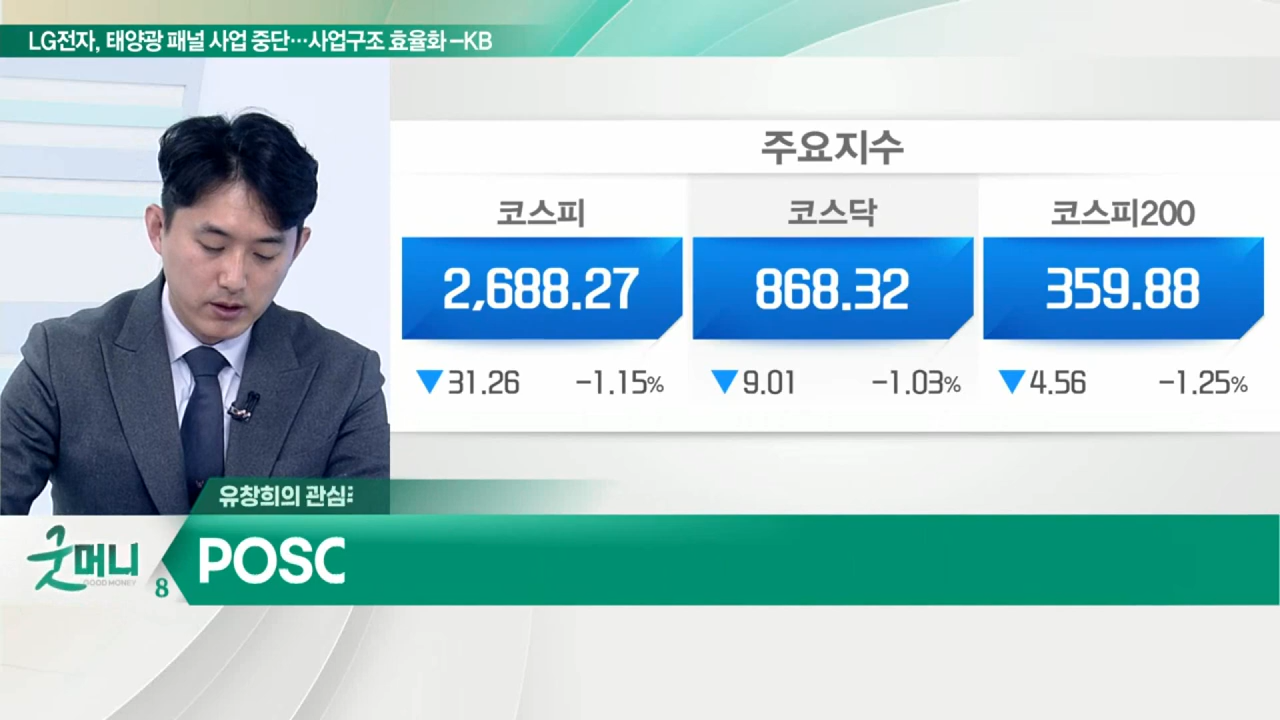 LG전자, 태양광 패널 사업 중단…사업구조 효율화 –KB
주요지수
코스피
코스닥
코스피200
2,688.27
868.32
359.88
▼31.26 -1.15%
▼9.01 -1.03%
▼4.56 -1.25%
유창희의 관심
굿머니
GOOD MONEY
8
POSC